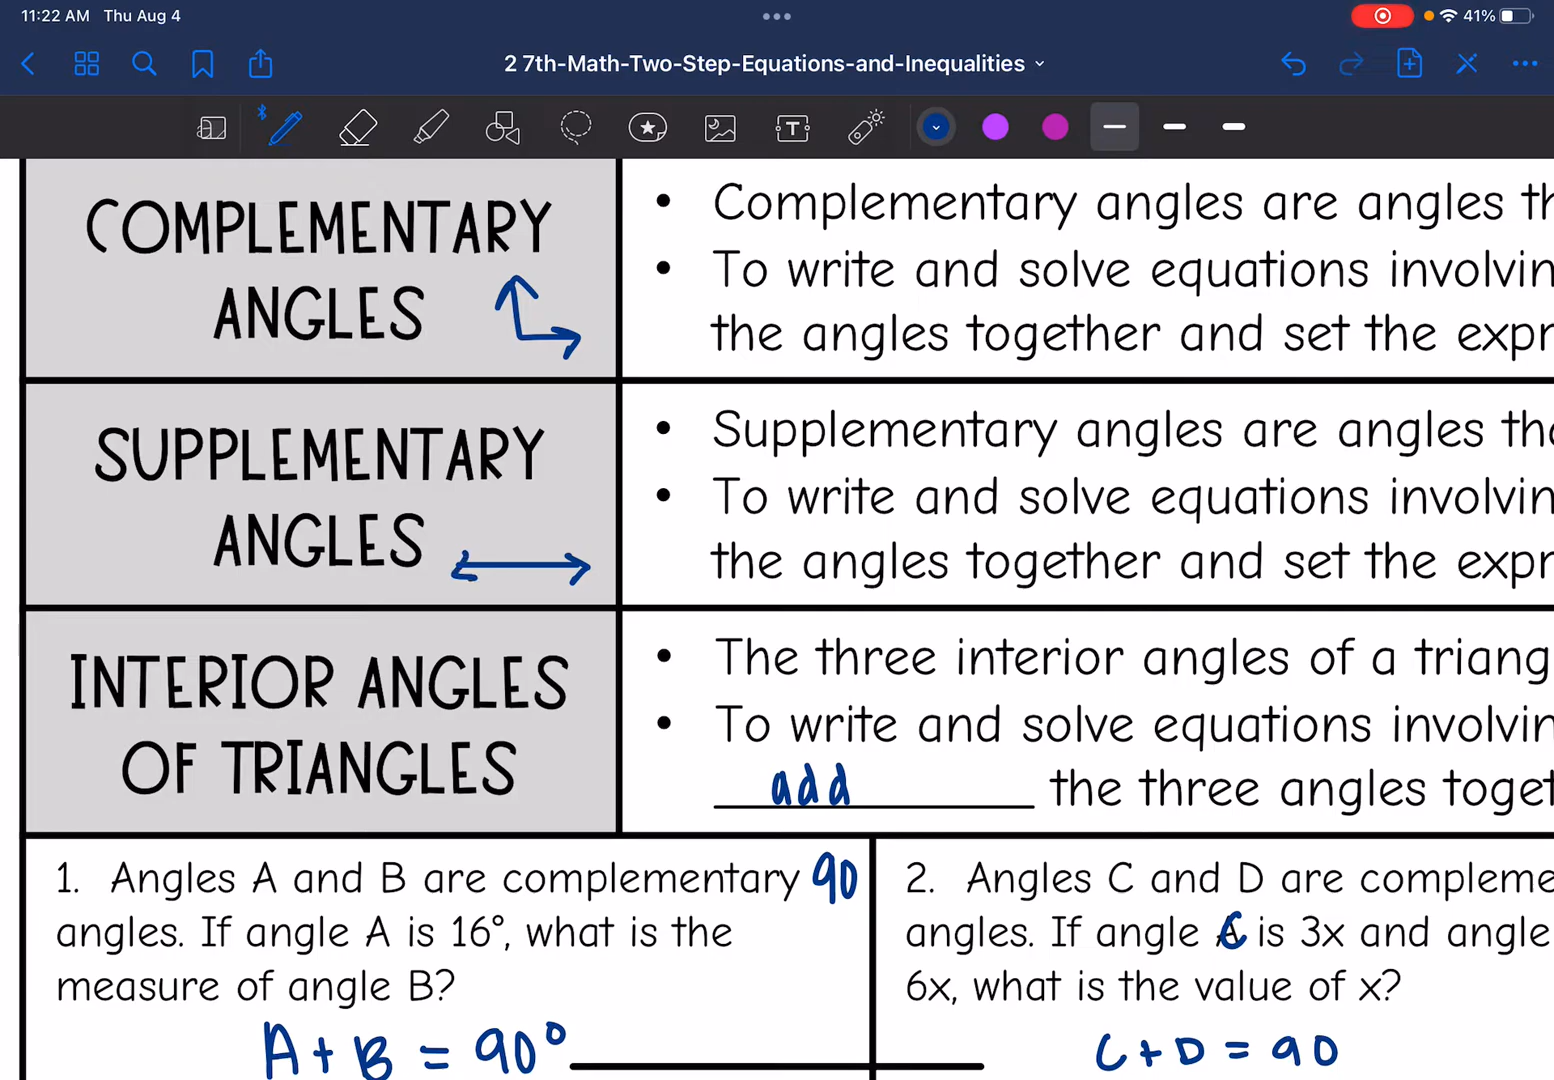 11:22 AM Thu Aug 4
41%
2 7th-Math-Two-Step-Equations-and-Inequalities
T
COMPLEMENTARY
ANGLES
• Complementary angles are angles th
• To write and solve equations involvin
the angles together and set the expr
SUPPLEMENTARY
ANGLES
• Supplementary angles are angles tha
• To write and solve equations involvin
the angles together and set the expr
INTERIOR ANGLES
OF TRIANGLES
• The three interior angles of a triang
• To write and solve equations involvin
add the three angles toget
1. Angles A and B are complementary 90
angles. If angle A is 16°, what is the
measure of angle B?
A + B = 90°
2. Angles C and D are compleme
angles. If angle C is 3x and angle
6x, what is the value of x?
C + D = 90